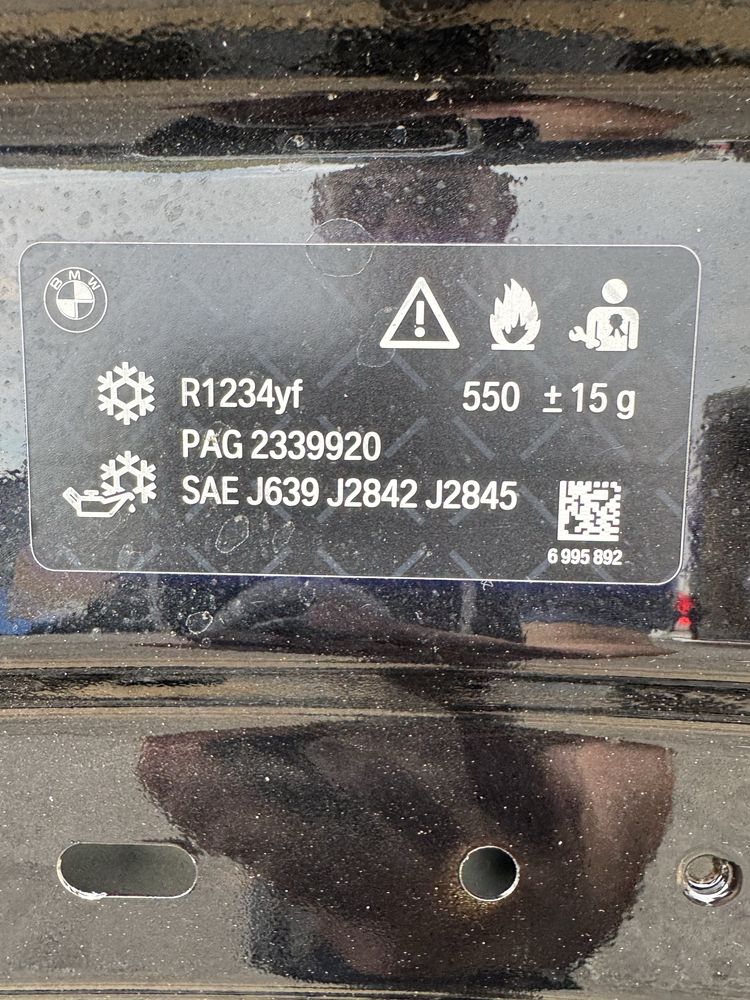 BMW
R1234yf 550 ± 15 g
PAG 2339920
SAE J639 J2842 J2845
6 995 892